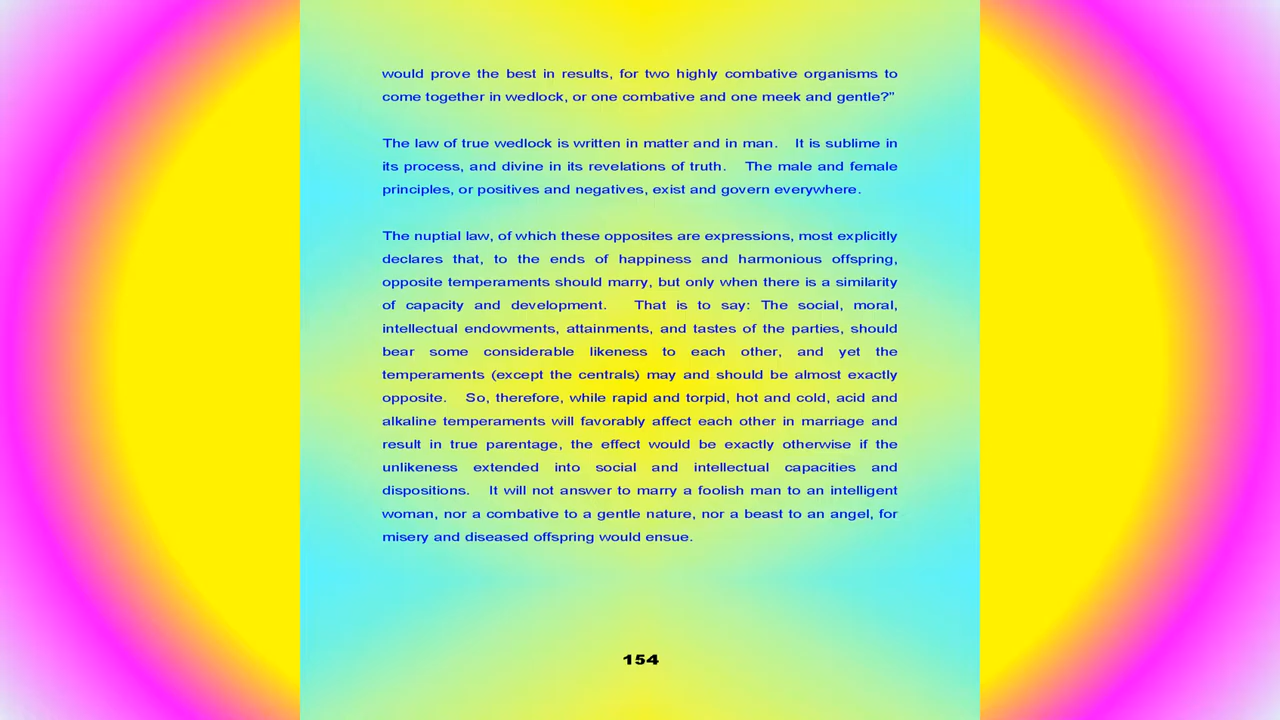 would prove the best in results, for two highly combative organisms to
come together in wedlock, or one combative and one meek and gentle?"
The law of true wedlock is written in matter and in man. It is sublime in
its process, and divine in its revelations of truth. The male and female
principles, or positives and negatives, exist and govern everywhere.
The nuptial law, of which these opposites are expressions, most explicitly
declares that, to the ends of happiness and harmonious offspring,
opposite temperaments should marry, but only when there is a similarity
of capacity and development. That is to say: The social, moral,
intellectual endowments, attainments, and tastes of the parties, should
bear some considerable likeness to each other, and yet the
temperaments (except the centrals) may and should be almost exactly
opposite. So, therefore, while rapid and torpid, hot and cold, acid and
alkaline temperaments will favorably affect each other in marriage and
result in true parentage, the effect would be exactly otherwise if the
unlikeness extended into social and intellectual capacities and
dispositions. It will not answer to marry a foolish man to an intelligent
woman, nor a combative to a gentle nature, nor a beast to an angel, for
misery and diseased offspring would ensue.
154